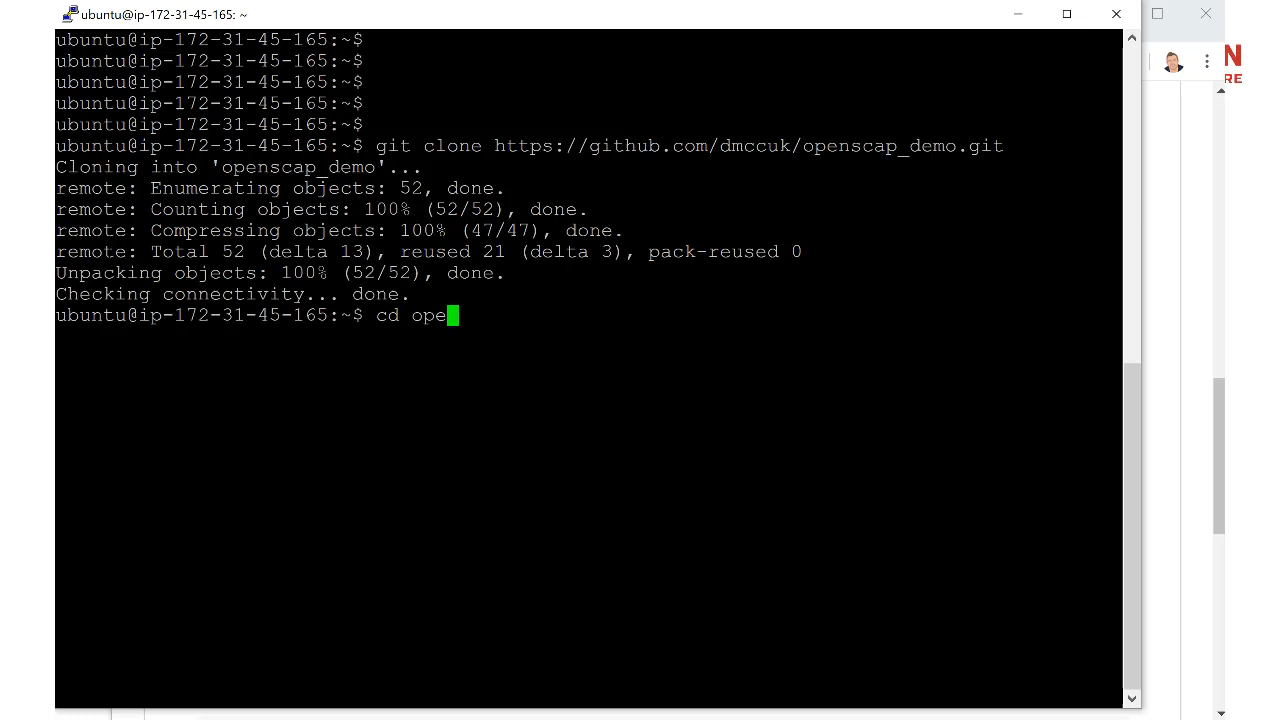 ubuntu@ip-172-31-45-165: ~
ubuntu@ip-172-31-45-165:~$
ubuntu@ip-172-31-45-165:~$
ubuntu@ip-172-31-45-165:~$
ubuntu@ip-172-31-45-165:~$
ubuntu@ip-172-31-45-165:~$
ubuntu@ip-172-31-45-165:~$ git clone https://github.com/dmccuk/openscap_demo.git
Cloning into 'openscap_demo'...
remote: Enumerating objects: 52, done.
remote: Counting objects: 100% (52/52), done.
remote: Compressing objects: 100% (47/47), done.
remote: Total 52 (delta 13), reused 21 (delta 3), pack-reused 0
Unpacking objects: 100% (52/52), done.
Checking connectivity... done.
ubuntu@ip-172-31-45-165:~$ cd ope
N
RE